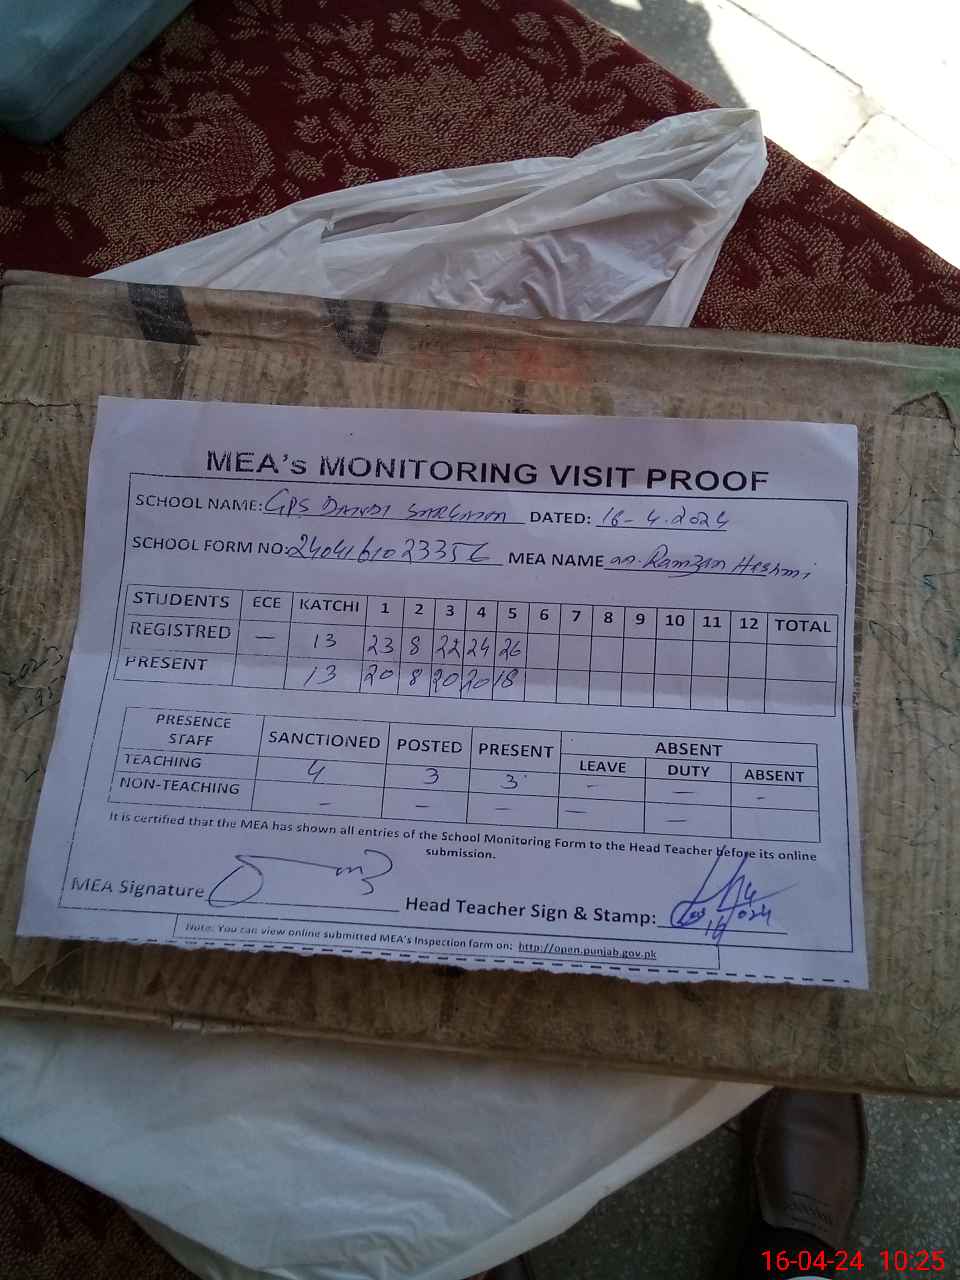 MEA's MONITORING VISIT PROOF
SCHOOL NAME: GPS DATED: 16-4-2024
SCHOOL FORM NO: MEA NAME M. Ramzan Hashmi
STUDENTS ECE KATCHI 1 2 3 4 5 6 7 8 9 10 11 12 TOTAL
REGISTRED — 13 23 8 22 24 26
PRESENT 13 20 8 20 20 18
PRESENCE STAFF SANCTIONED POSTED PRESENT ABSENT
LEAVE DUTY ABSENT
TEACHING 4 3 3 - - -
NON-TEACHING - - - - -
It is certified that the MEA has shown all entries of the School Monitoring Form to the Head Teacher before its online
submission.
MEA Signature
Head Teacher Sign & Stamp:
Note: You can view online submitted MEA's Inspection form on: http://open.punjab.gov.pk
16-04-24 10:25